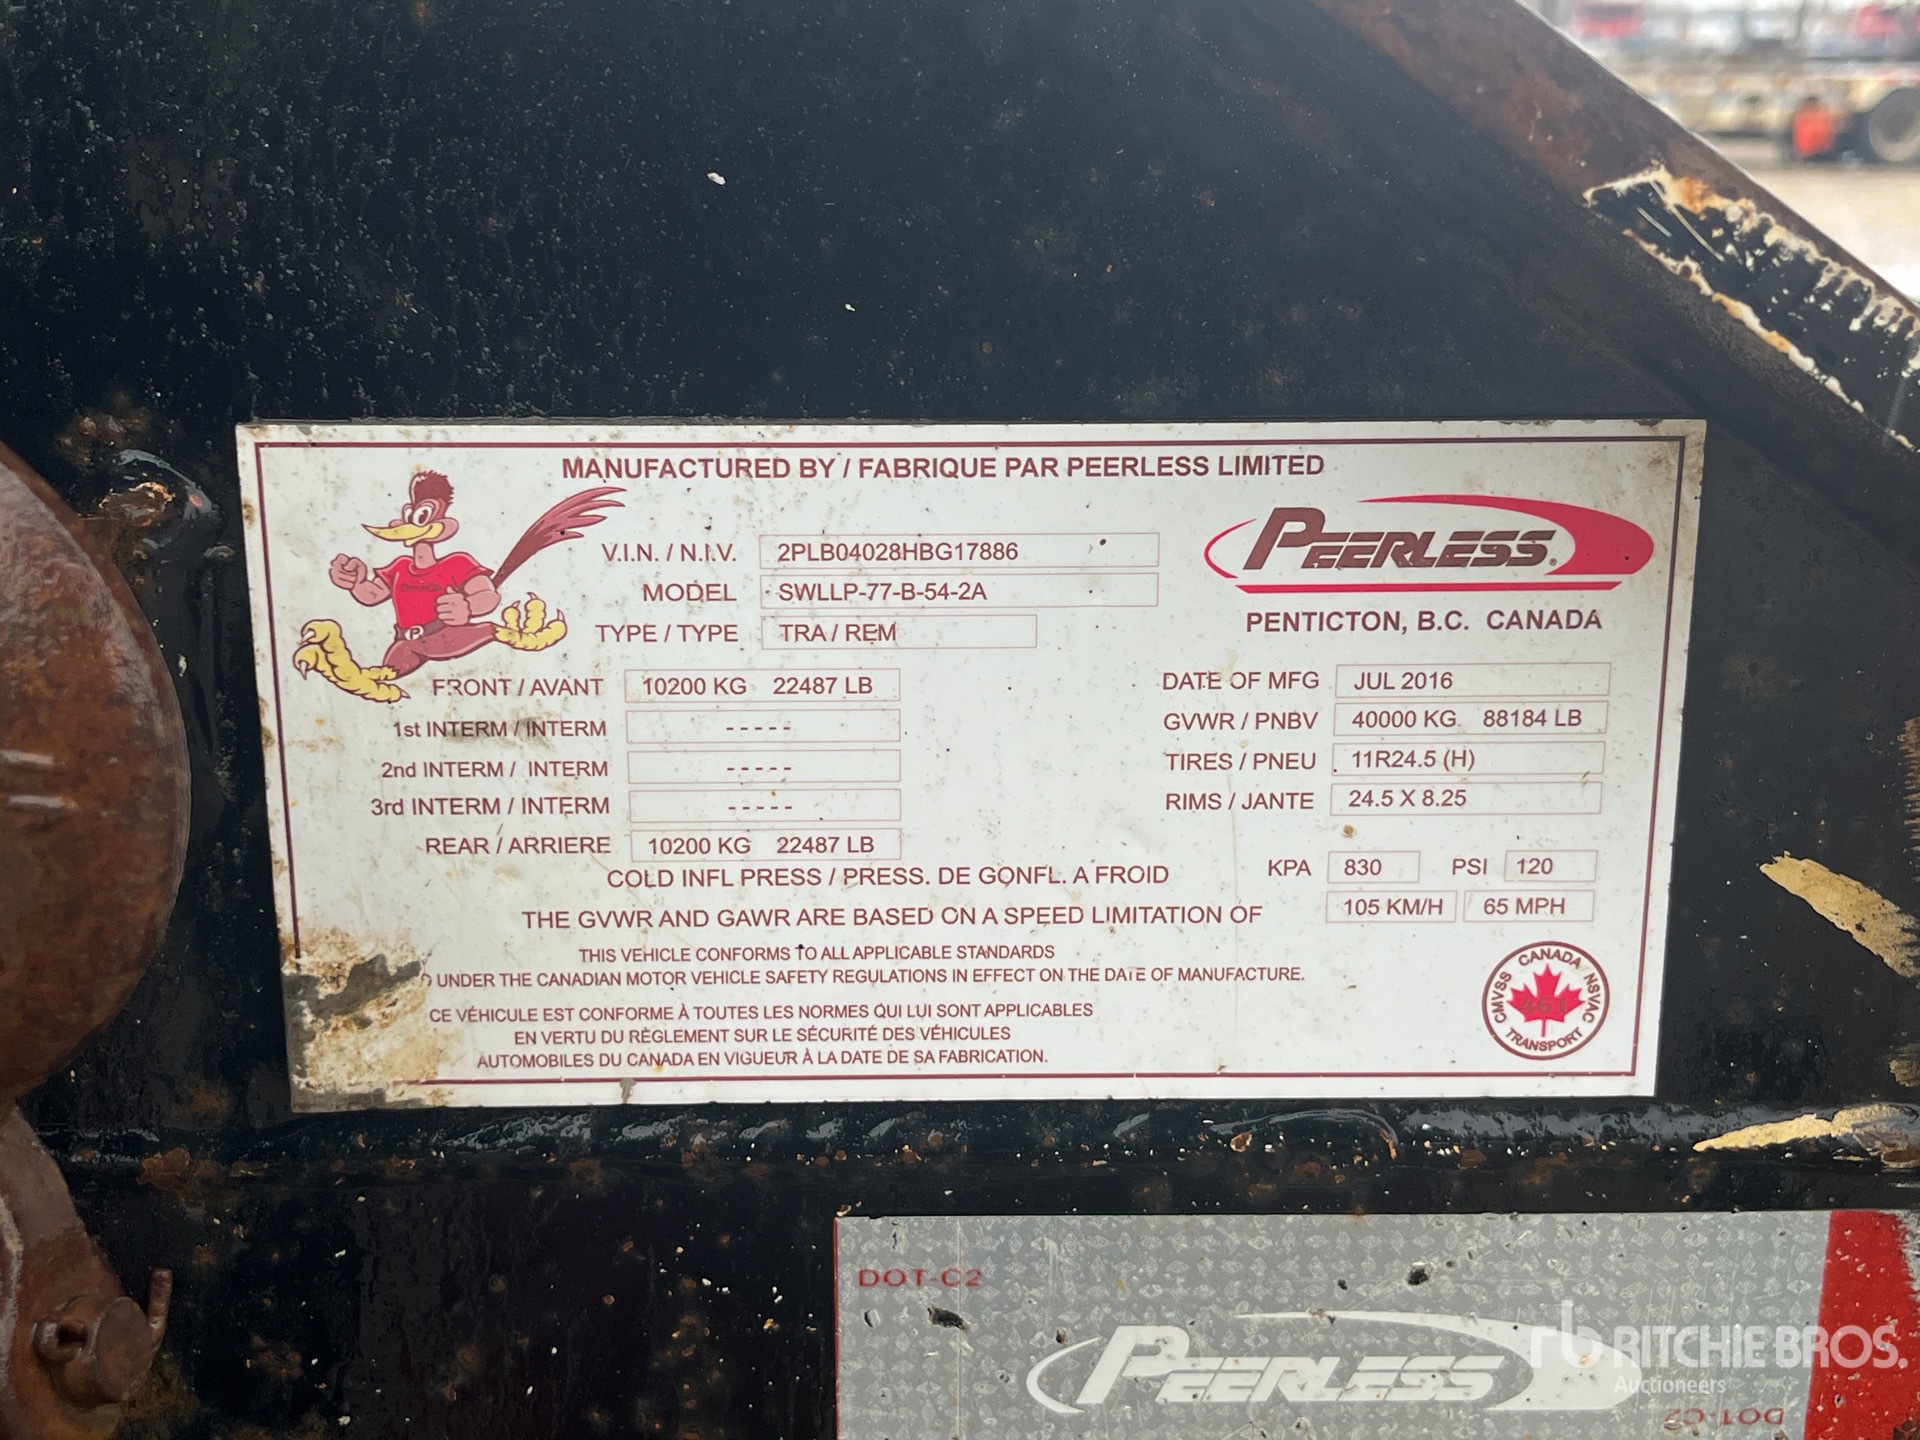 MANUFACTURED BY / FABRIQUE PAR PEERLESS LIMITED
V.I.N. / N.I.V. 2PLB04028HBG17886
MODEL SWLLP-77-B-54-2A
TYPE / TYPE TRA / REM
PEERLESS®
PENTICTON, B.C. CANADA
FRONT / AVANT 10200 KG 22487 LB
1st INTERM / INTERM -----
2nd INTERM / INTERM -----
3rd INTERM / INTERM -----
REAR / ARRIERE 10200 KG 22487 LB
DATE OF MFG JUL 2016
GVWR / PNBV 40000 KG 88184 LB
TIRES / PNEU 11R24.5 (H)
RIMS / JANTE 24.5 X 8.25
COLD INFL PRESS / PRESS. DE GONFL. A FROID KPA 830 PSI 120
THE GVWR AND GAWR ARE BASED ON A SPEED LIMITATION OF 105 KM/H 65 MPH
THIS VEHICLE CONFORMS TO ALL APPLICABLE STANDARDS
UNDER THE CANADIAN MOTOR VEHICLE SAFETY REGULATIONS IN EFFECT ON THE DATE OF MANUFACTURE.
CE VÉHICULE EST CONFORME À TOUTES LES NORMES QUI LUI SONT APPLICABLES
EN VERTU DU RÈGLEMENT SUR LE SÉCURITÉ DES VÉHICULES
AUTOMOBILES DU CANADA EN VIGUEUR À LA DATE DE SA FABRICATION.
CANADA
CMVSS NSVAC
TRANSPORT
DOT-C2
PEERLESS
rb RITCHIE BROS.
Auctioneers
DOT-C2